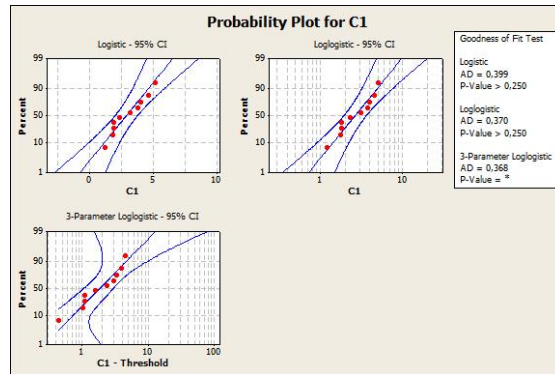 Probability Plot for C1
Logistic - 95% CI
99
90
50
10
1
Percent
0
5
10
C1
Loglogistic - 95% CI
99
90
50
10
1
Percent
1
10
C1
Goodness of Fit Test
Logistic
AD = 0,399
P-Value > 0,250
Loglogistic
AD = 0,370
P-Value > 0,250
3-Parameter Loglogistic
AD = 0,368
P-Value = *
3-Parameter Loglogistic - 95% CI
99
90
50
10
1
Percent
1
10
100
C1 - Threshold